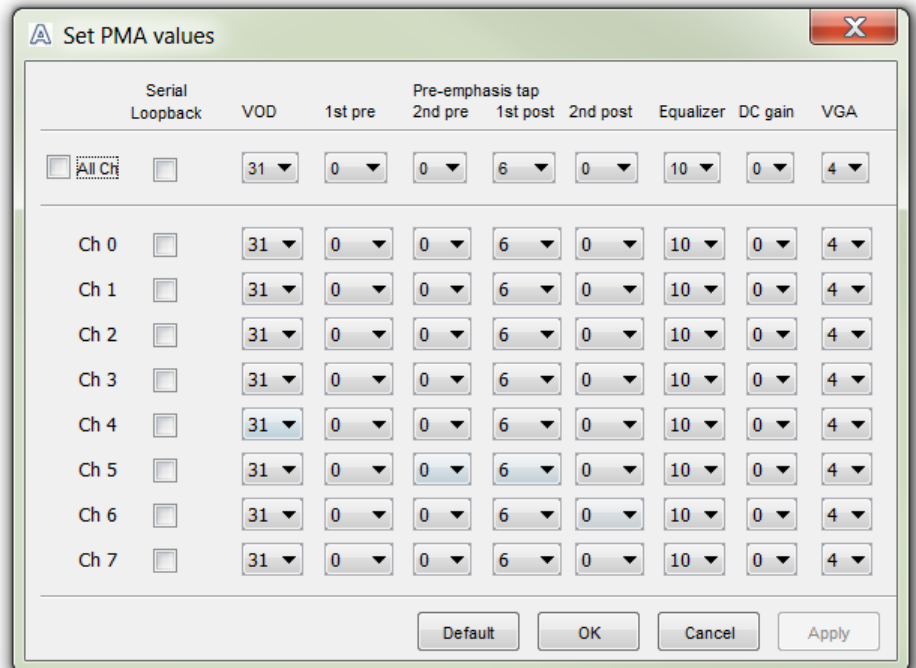 Set PMA values
Serial Loopback VOD Pre-emphasis tap 1st pre 2nd pre 1st post 2nd post Equalizer DC gain VGA
All Ch 31 0 0 6 0 10 0 4
Ch 0 31 0 0 6 0 10 0 4
Ch 1 31 0 0 6 0 10 0 4
Ch 2 31 0 0 6 0 10 0 4
Ch 3 31 0 0 6 0 10 0 4
Ch 4 31 0 0 6 0 10 0 4
Ch 5 31 0 0 6 0 10 0 4
Ch 6 31 0 0 6 0 10 0 4
Ch 7 31 0 0 6 0 10 0 4
Default OK Cancel Apply